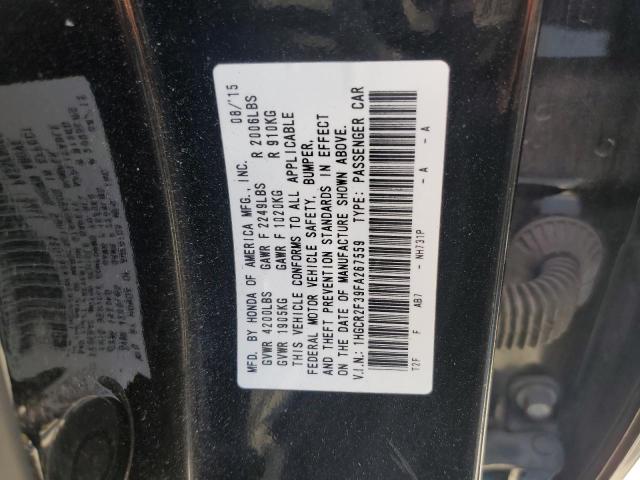 MFD. BY HONDA OF AMERICA MFG., INC. 08/'15
GVWR 4200LBS GAWR F 2249LBS R 2006LBS
GVWR 1905KG GAWR F 1020KG R 910KG
THIS VEHICLE CONFORMS TO ALL APPLICABLE
FEDERAL MOTOR VEHICLE SAFETY, BUMPER,
AND THEFT PREVENTION STANDARDS IN EFFECT
ON THE DATE OF MANUFACTURE SHOWN ABOVE.
V.I.N.: 1HGCR2F39FA267559 TYPE: PASSENGER CAR
T2F F AB7 - NH731P - A - A